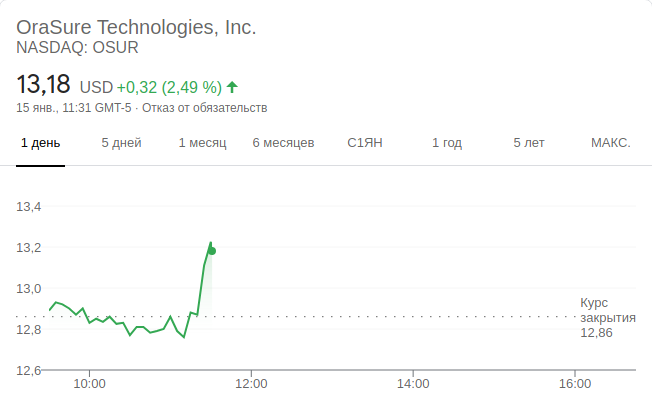 OraSure Technologies, Inc.
NASDAQ: OSUR
13,18 USD +0,32 (2,49 %)
15 янв., 11:31 GMT-5 · Отказ от обязательств
1 день 5 дней 1 месяц 6 месяцев С1ЯН 1 год 5 лет МАКС.
13,4
13,2
13,0
12,8
12,6
Курс
закрытия
12,86
10:00 12:00 14:00 16:00